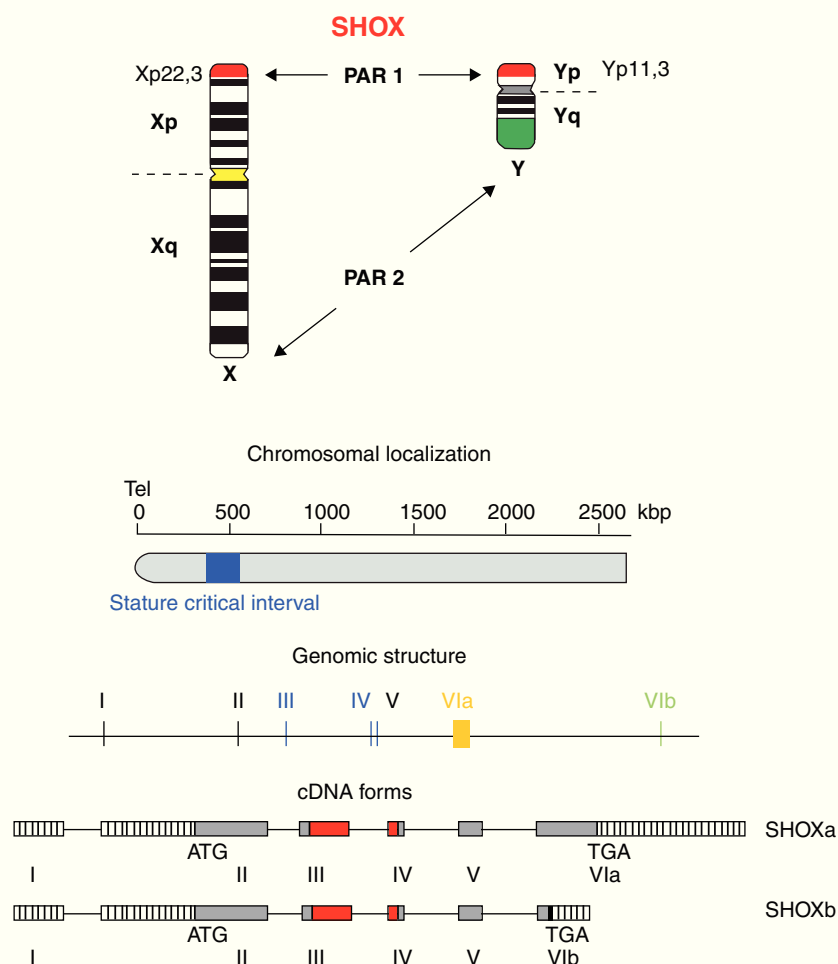 SHOX
Xp22,3
PAR 1
Yp
Yp11,3
Xp
Yq
Y
Xq
PAR 2
X
Chromosomal localization
Tel
0 500 1000 1500 2000 2500 kbp
Stature critical interval
Genomic structure
I II III IV V VIa VIb
cDNA forms
SHOXa
ATG TGA
I II III IV V VIa
SHOXb
ATG TGA
I II III IV V VIb